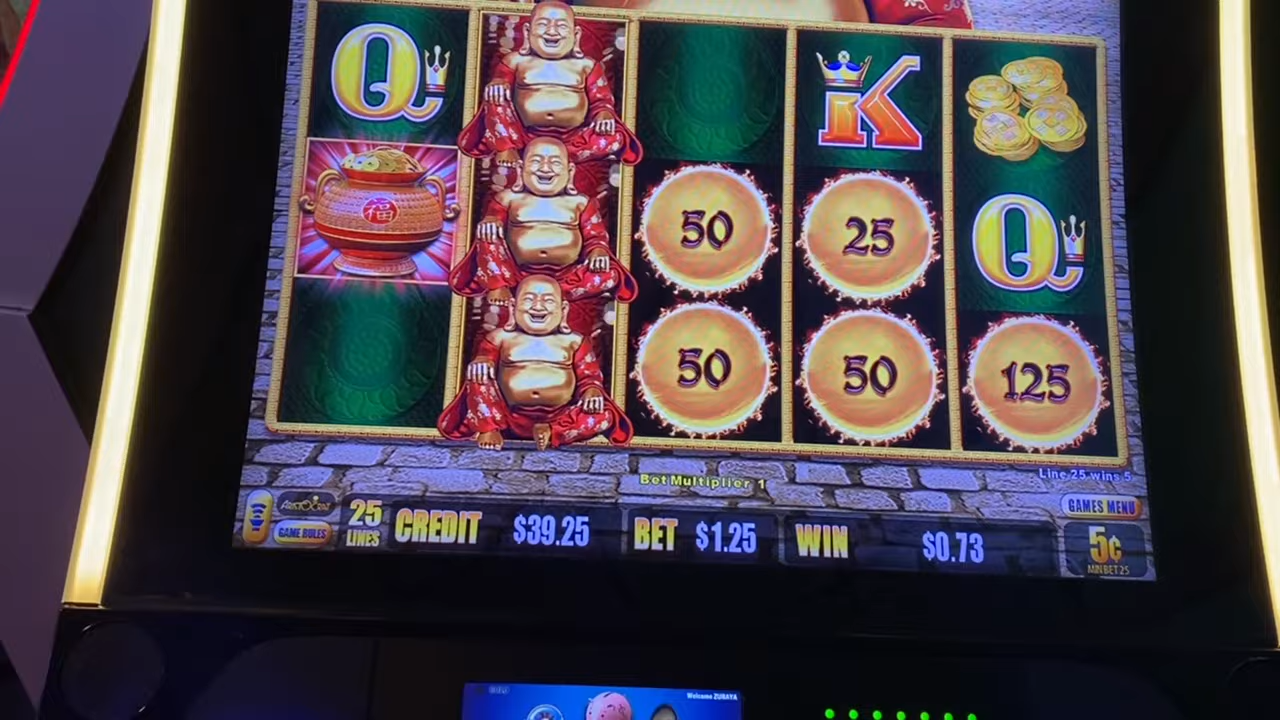 Q
K
福
50
25
Q
50
50
125
Bet Multiplier 1
Line 25 wins 5
ARISTOCRAT
GAME RULES
25
LINES
CREDIT $39.25
BET $1.25
WIN $0.73
GAMES MENU
5¢
MIN BET 25
Welcome ZURAYA